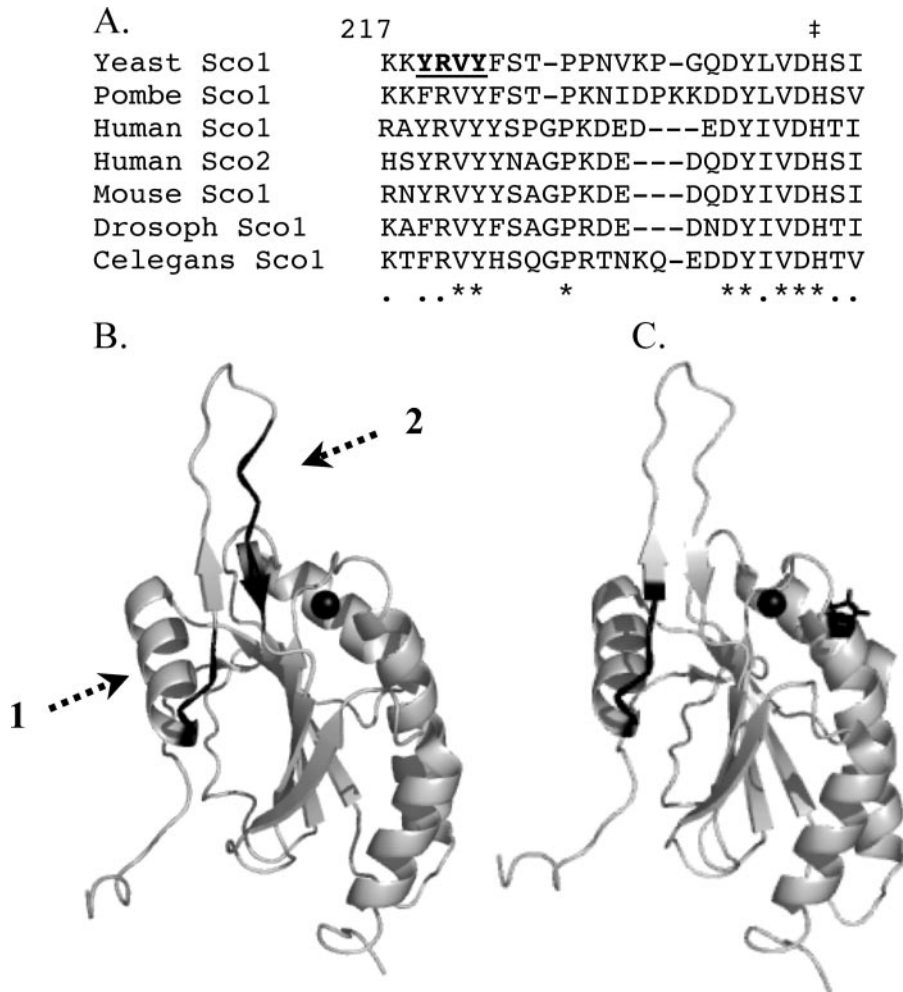 A.
217 ‡
Yeast Sco1 KKYRVYFST-PPNVKP-GQDYLVDHSI
Pombe Sco1 KKFRVYFST-PKNIDPKKDDYLVDHSV
Human Sco1 RAYRVYYSPGPKDED---EDYIVDHTI
Human Sco2 HSYRVYYNAGPKDE---DQDYIVDHSI
Mouse Sco1 RNYRVYYSAGPKDE---DQDYIVDHSI
Drosoph Sco1 KAFRVYFSAGPRDE---DNDYIVDHTI
Celegans Sco1 KTFRVYHSQGPRTNKQ-EDDYIVDHTV
. ..** * **.***..
B. C.
2
1